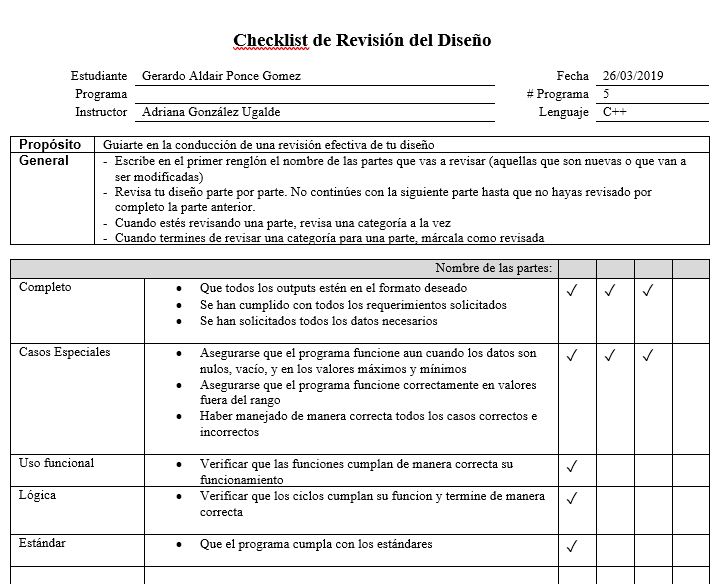 Checklist de Revisión del Diseño
Estudiante Gerardo Aldair Ponce Gomez Fecha 26/03/2019
Programa # Programa 5
Instructor Adriana González Ugalde Lenguaje C++
Propósito Guiarte en la conducción de una revisión efectiva de tu diseño
General - Escribe en el primer renglón el nombre de las partes que vas a revisar (aquellas que son nuevas o que van a
ser modificadas)
- Revisa tu diseño parte por parte. No continúes con la siguiente parte hasta que no hayas revisado por
completo la parte anterior.
- Cuando estés revisando una parte, revisa una categoría a la vez
- Cuando termines de revisar una categoría para una parte, márcala como revisada
Nombre de las partes:
Completo • Que todos los outputs estén en el formato deseado ✓ ✓ ✓
• Se han cumplido con todos los requerimientos solicitados
• Se han solicitados todos los datos necesarios
Casos Especiales • Asegurarse que el programa funcione aun cuando los datos son ✓ ✓ ✓
nulos, vacío, y en los valores máximos y mínimos
• Asegurarse que el programa funcione correctamente en valores
fuera del rango
• Haber manejado de manera correcta todos los casos correctos e
incorrectos
Uso funcional • Verificar que las funciones cumplan de manera correcta su ✓
funcionamiento
Lógica • Verificar que los ciclos cumplan su funcion y termine de manera ✓
correcta
Estándar • Que el programa cumpla con los estándares ✓